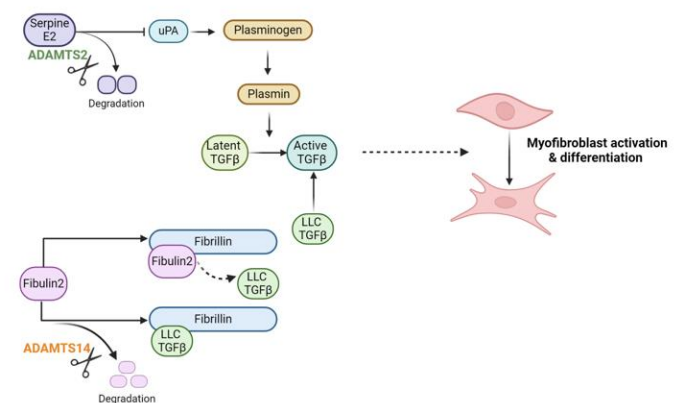 Serpine
E2
uPA
Plasminogen
ADAMTS2
Degradation
Plasmin
Latent
TGFβ
Active
TGFβ
Myofibroblast activation
& differentiation
LLC
TGFβ
Fibrillin
Fibulin2
LLC
TGFβ
Fibulin2
Fibrillin
LLC
TGFβ
ADAMTS14
Degradation